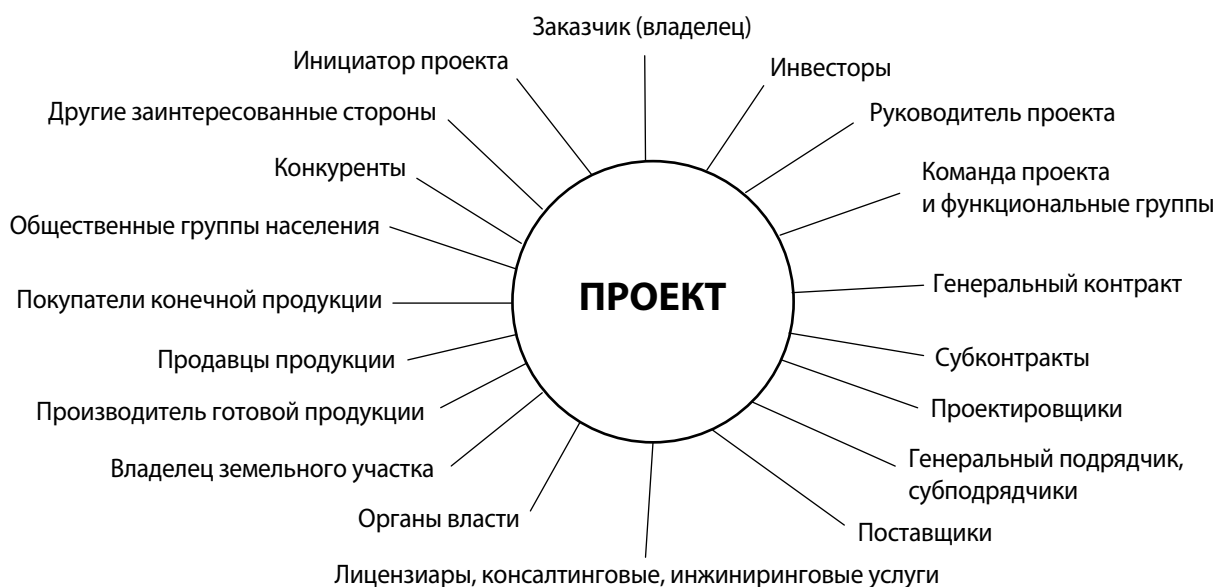 Заказчик (владелец)
Инициатор проекта
Инвесторы
Другие заинтересованные стороны
Руководитель проекта
Конкуренты
Команда проекта
и функциональные группы
Общественные группы населения
Генеральный контракт
Покупатели конечной продукции
ПРОЕКТ
Продавцы продукции
Субконтракты
Производитель готовой продукции
Проектировщики
Владелец земельного участка
Генеральный подрядчик,
субподрядчики
Органы власти
Поставщики
Лицензиары, консалтинговые, инжиниринговые услуги